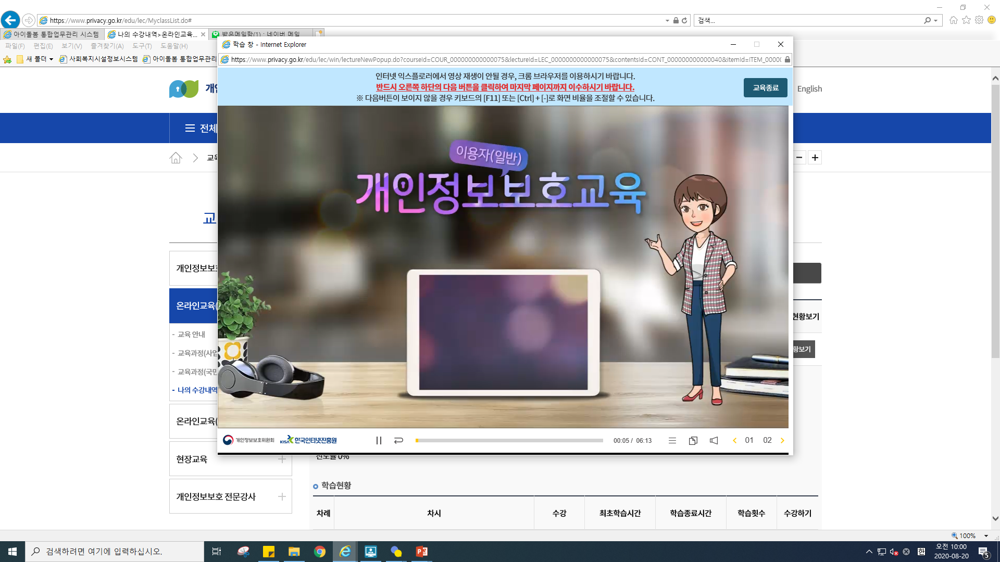 https://www.privacy.go.kr/edu/lec/MyclassList.do#
검색...
아이돌봄 통합업무관리 시스템
나의 수강내역>온라인교육...
받은메일함(1) : 네이버 메일
파일(F) 편집(E) 보기(V) 즐겨찾기(A) 도구(T) 도움말(H)
새 폴더
사회복지시설정보시스템
아이돌봄 통합업무관리
학습 창 - Internet Explorer
https://www.privacy.go.kr/edu/lec/win/lectureNewPopup.do?courseId=COUR_000000000000075&lectureId=LEC_0000000000000075&contentsId=CONT_000000000000040&itemId=ITEM_0000
인터넷 익스플로러에서 영상 재생이 안될 경우, 크롬 브라우저를 이용하시기 바랍니다.
반드시 오른쪽 하단의 다음 버튼을 클릭하여 마지막 페이지까지 이수하시기 바랍니다.
※ 다음버튼이 보이지 않을 경우 키보드의 [F11] 또는 [Ctrl] + [-]로 화면 비율을 조절할 수 있습니다.
교육종료
English
개인
전체
교육
이용자(일반)
개인정보보호교육
교
개인정보보호
온라인교육(
- 교육 안내
- 교육과정(사업
- 교육과정(국민
- 나의 수강내역
온라인교육(
현장교육
개인정보보호 전문강사
현황보기
황보기
개인정보보호위원회
KISA 한국인터넷진흥원
00:05 / 06:13
01 02
진도율 0%
학습현황
차례 차시 수강 최초학습시간 학습종료시간 학습횟수 수강하기
100%
검색하려면 여기에 입력하십시오.
한
오전 10:00
2020-08-20
5